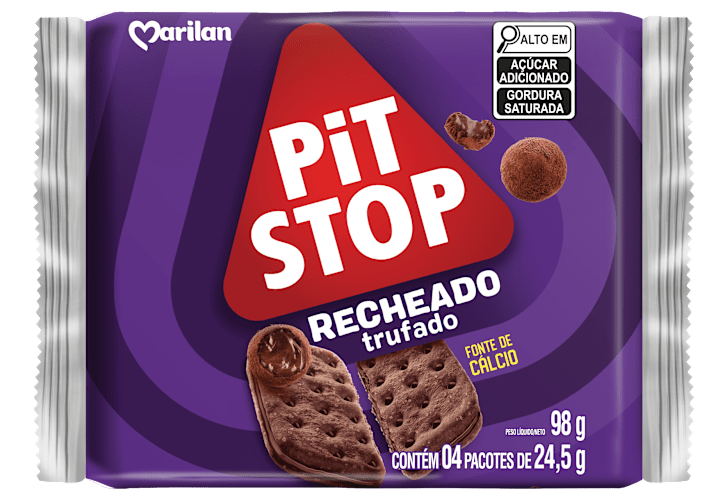 Marilan
ALTO EM
AÇÚCAR
ADICIONADO
GORDURA
SATURADA
PiT
STOP
RECHEADO
trufado
FONTE DE
CÁLCIO
PESO LÍQUIDO/NETO 98 g
CONTÉM 04 PACOTES DE 24,5 g